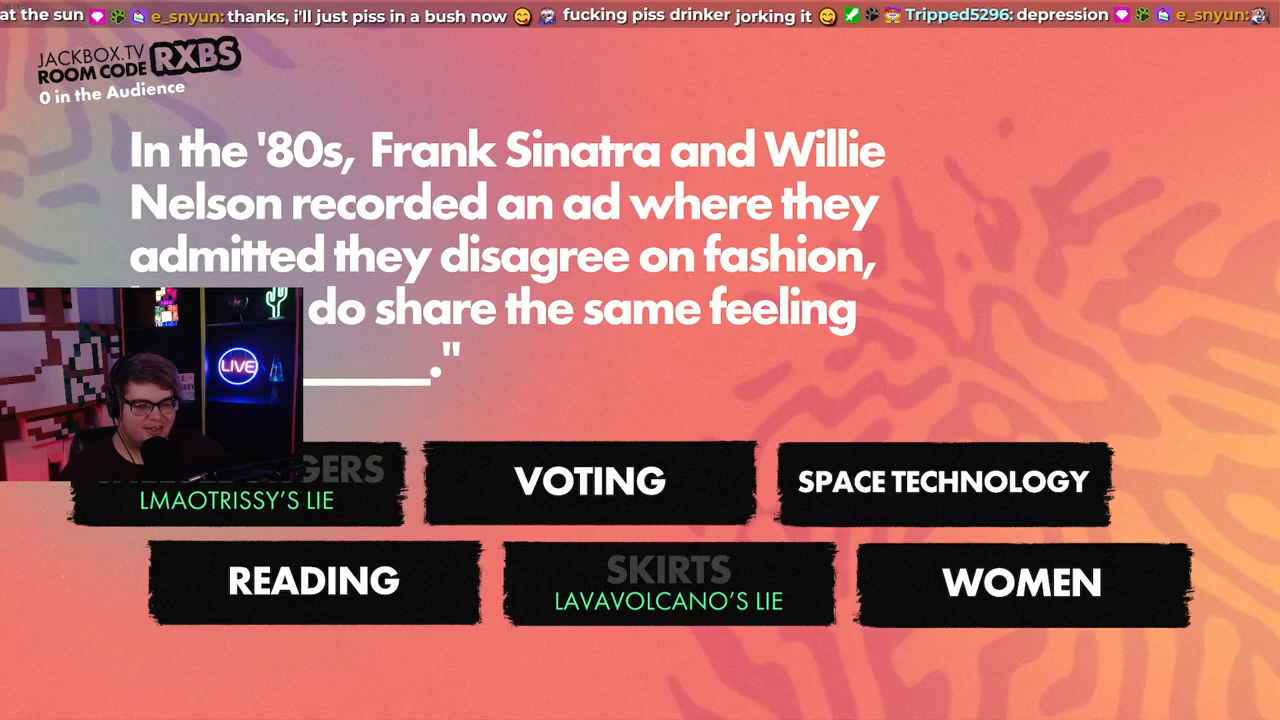 at the sun e_snyun: thanks, i'll just piss in a bush now fucking piss drinker jorking it Tripped5296: depression e_snyun:
JACKBOX.TV
ROOM CODE RXBS
0 in the Audience
In the '80s, Frank Sinatra and Willie
Nelson recorded an ad where they
admitted they disagree on fashion,
do share the same feeling
______."
LIVE
GERS
LMAOTRISSY'S LIE
VOTING
SPACE TECHNOLOGY
READING
SKIRTS
LAVAVOLCANO'S LIE
WOMEN